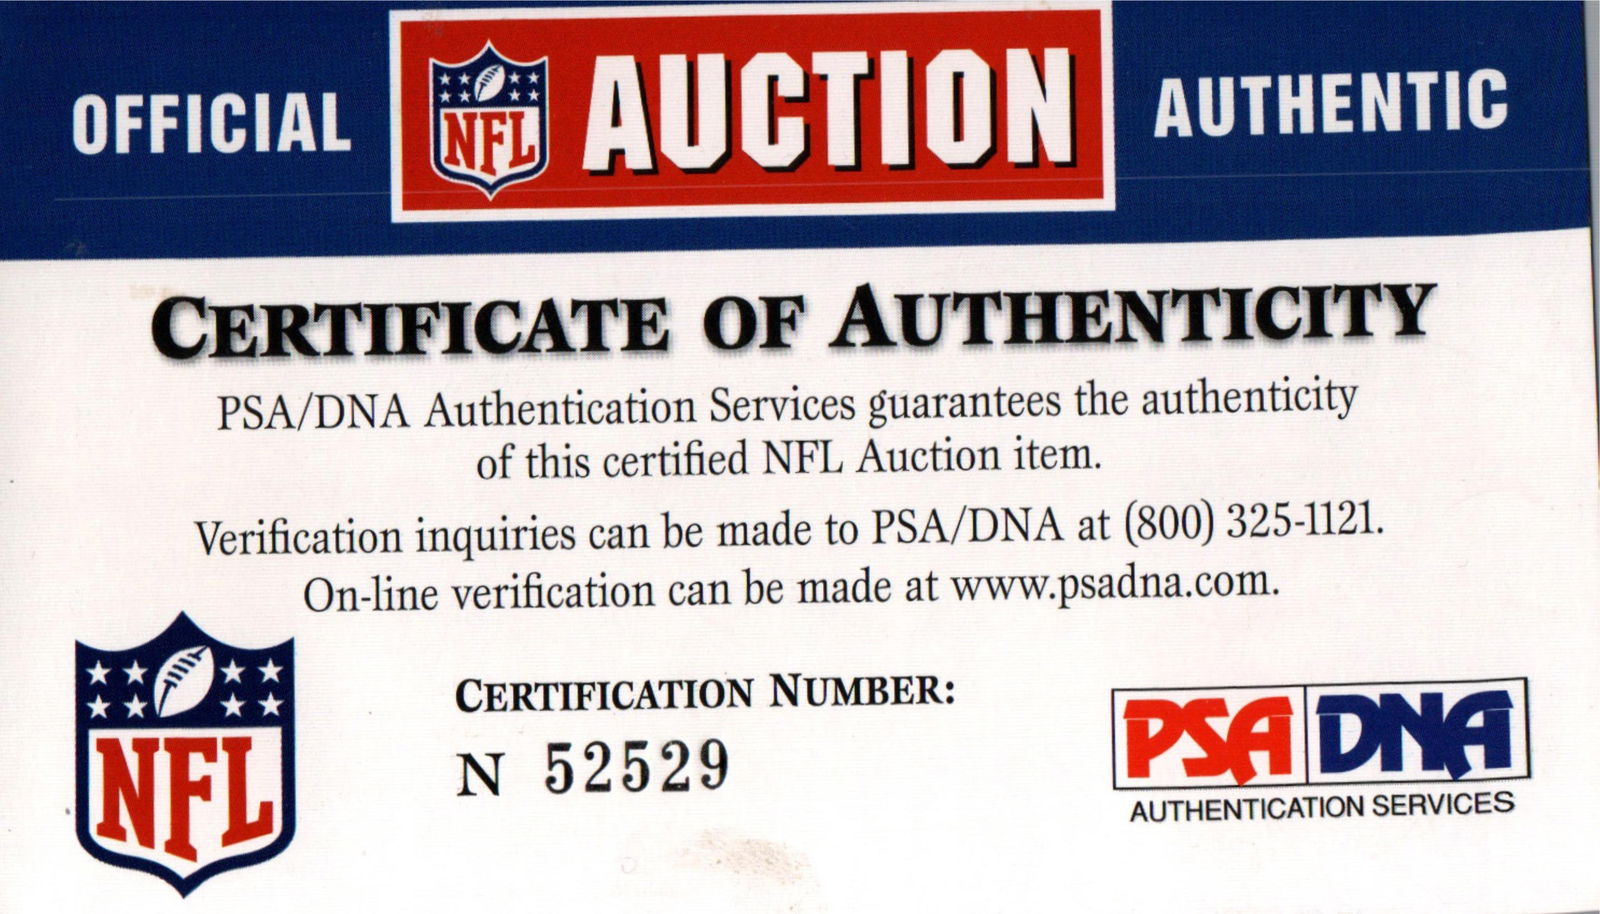 OFFICIAL NFL AUCTION AUTHENTIC
CERTIFICATE OF AUTHENTICITY
PSA/DNA Authentication Services guarantees the authenticity
of this certified NFL Auction item.
Verification inquiries can be made to PSA/DNA at (800) 325-1121.
On-line verification can be made at www.psadna.com.
NFL
CERTIFICATION NUMBER:
N 52529
PSA DNA
AUTHENTICATION SERVICES